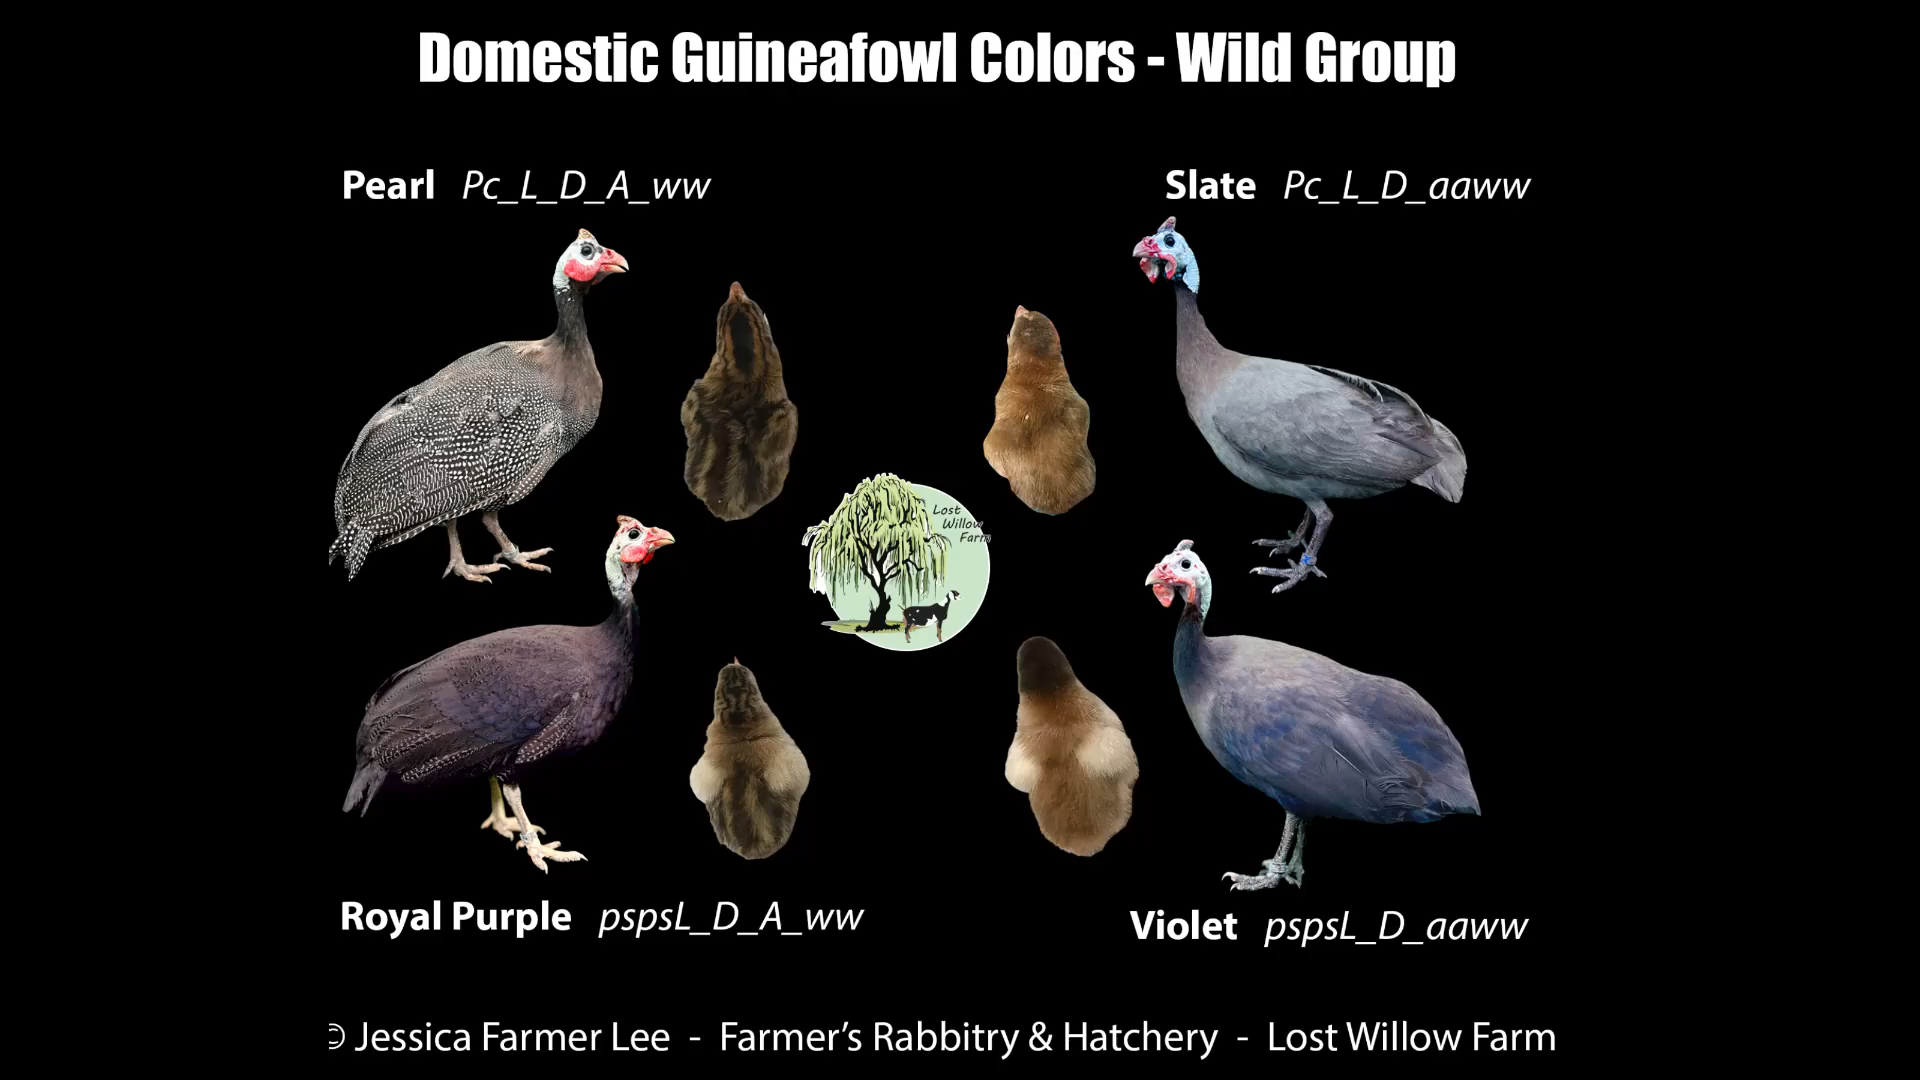 Domestic Guineafowl Colors - Wild Group
Pearl Pc_L_D_A_ww
Slate Pc_L_D_aaww
Lost
Willow
Farm
Royal Purple pspsL_D_A_ww
Violet pspsL_D_aaww
© Jessica Farmer Lee - Farmer’s Rabbitry & Hatchery - Lost Willow Farm